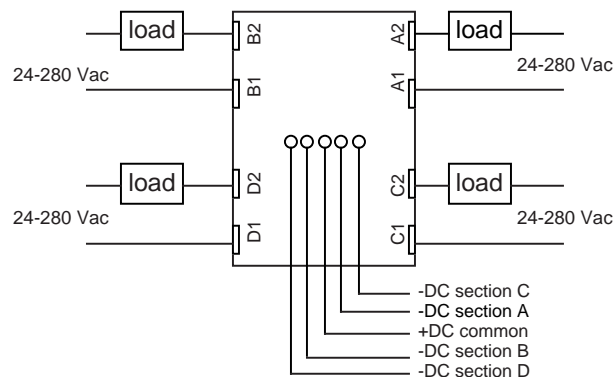 load B2 A2 load
24-280 Vac B1 A1 24-280 Vac
load D2 C2 load
24-280 Vac D1 C1 24-280 Vac
-DC section C
-DC section A
+DC common
-DC section B
-DC section D